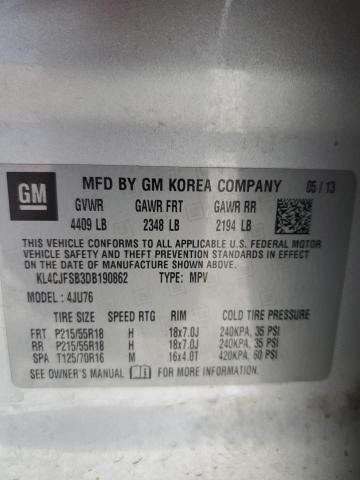 GM
MFD BY GM KOREA COMPANY 05/13
GVWR GAWR FRT GAWR RR
4409 LB 2348 LB 2194 LB
THIS VEHICLE CONFORMS TO ALL APPLICABLE U.S. FEDERAL MOTOR
VEHICLE SAFETY AND THEFT PREVENTION STANDARDS IN EFFECT ON
THE DATE OF MANUFACTURE SHOWN ABOVE.
KL4CJFSB3DB190862 TYPE: MPV
MODEL: 4JU76
TIRE SIZE SPEED RTG RIM COLD TIRE PRESSURE
FRT P215/55R18 H 18x7.0J 240KPA, 35 PSI
RR P215/55R18 H 18x7.0J 240KPA, 35 PSI
SPA T125/70R16 M 16x4.0T 420KPA, 60 PSI
SEE OWNER'S MANUAL FOR MORE INFORMATION.